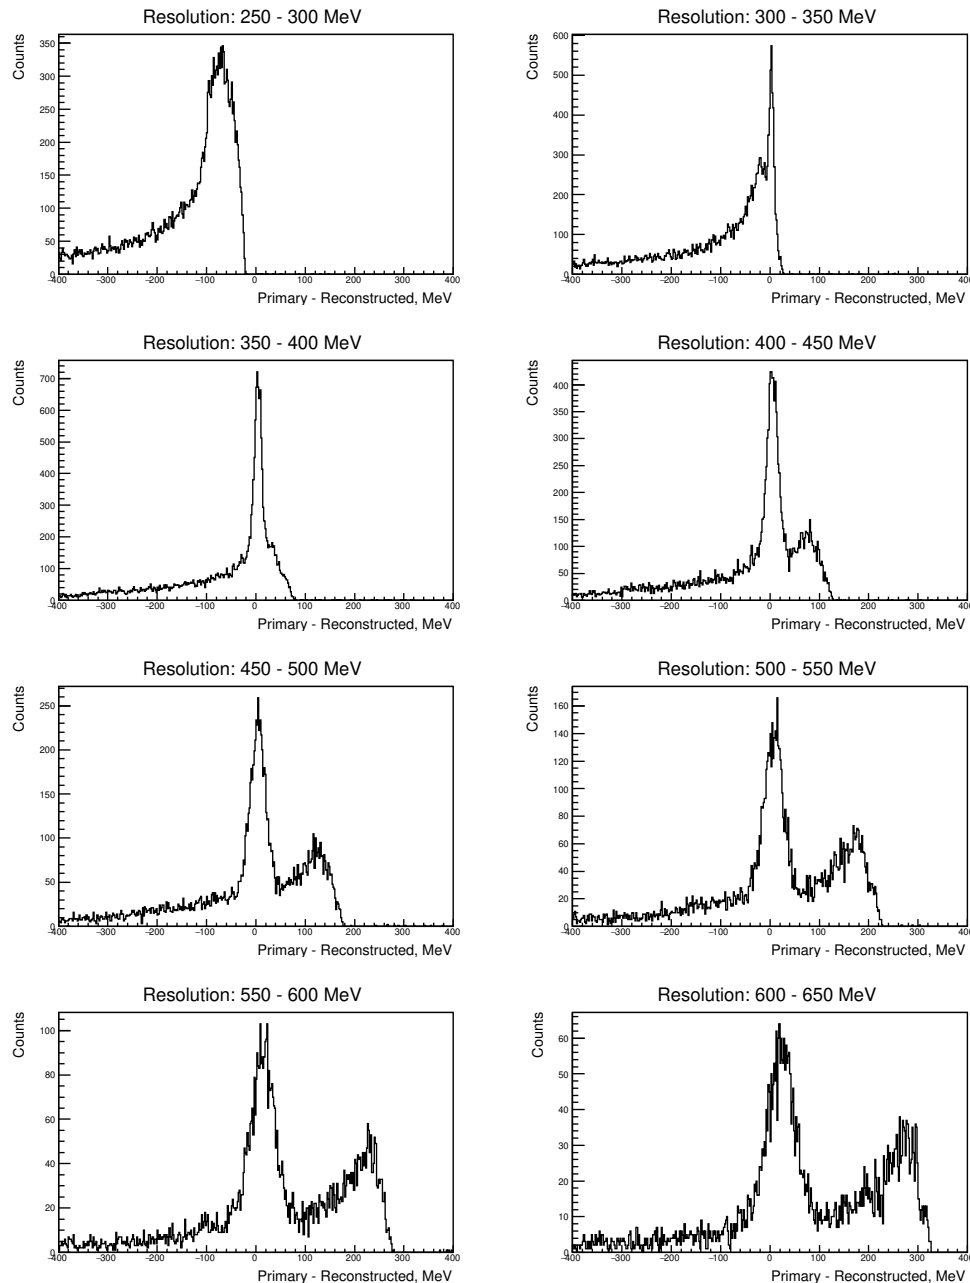 Resolution: 250 - 300 MeV
Counts
350
300
250
200
150
100
50
0
−400 −300 −200 −100 0 100 200 300 400
Primary - Reconstructed, MeV
Resolution: 300 - 350 MeV
Counts
600
500
400
300
200
100
0
−400 −300 −200 −100 0 100 200 300 400
Primary - Reconstructed, MeV
Resolution: 350 - 400 MeV
Counts
700
600
500
400
300
200
100
0
−400 −300 −200 −100 0 100 200 300 400
Primary - Reconstructed, MeV
Resolution: 400 - 450 MeV
Counts
400
350
300
250
200
150
100
50
0
−400 −300 −200 −100 0 100 200 300 400
Primary - Reconstructed, MeV
Resolution: 450 - 500 MeV
Counts
250
200
150
100
50
0
−400 −300 −200 −100 0 100 200 300 400
Primary - Reconstructed, MeV
Resolution: 500 - 550 MeV
Counts
160
140
120
100
80
60
40
20
0
−400 −300 −200 −100 0 100 200 300 400
Primary - Reconstructed, MeV
Resolution: 550 - 600 MeV
Counts
100
80
60
40
20
0
−400 −300 −200 −100 0 100 200 300 400
Primary - Reconstructed, MeV
Resolution: 600 - 650 MeV
Counts
60
50
40
30
20
10
0
−400 −300 −200 −100 0 100 200 300 400
Primary - Reconstructed, MeV